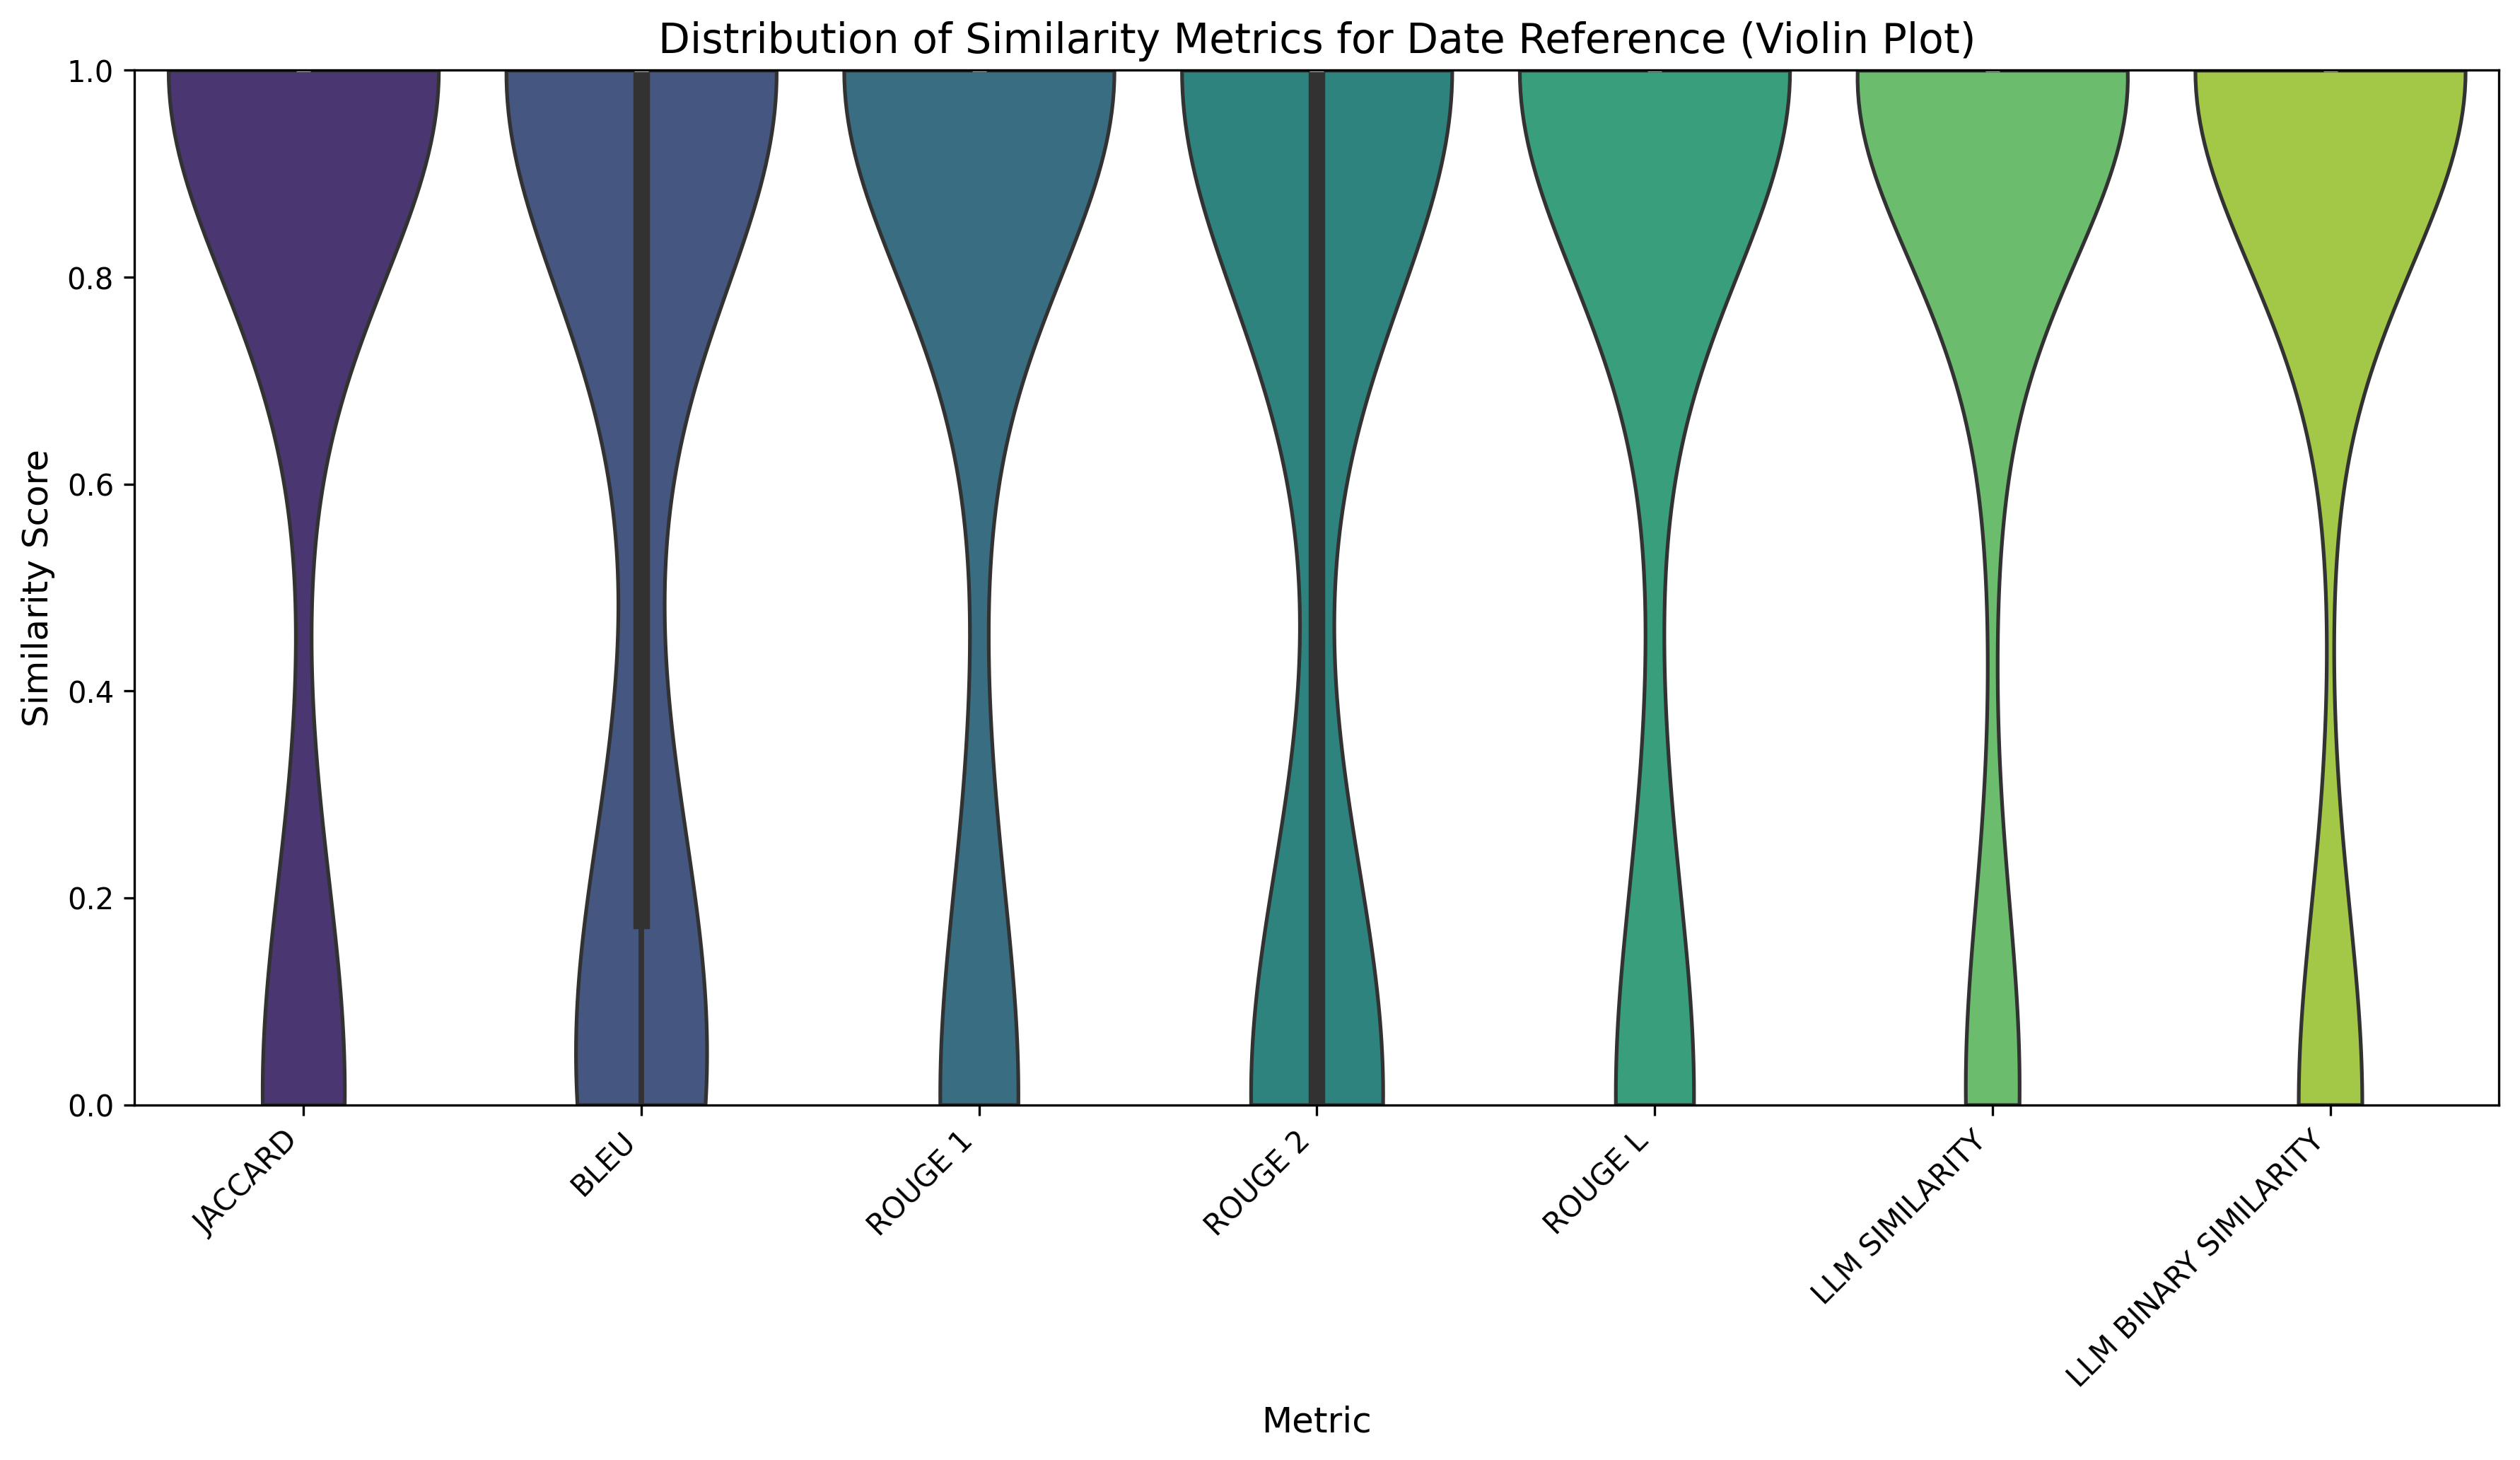 Distribution of Similarity Metrics for Date Reference (Violin Plot)
Similarity Score
1.0
0.8
0.6
0.4
0.2
0.0
JACCARD
BLEU
ROUGE 1
ROUGE 2
ROUGE L
LLM SIMILARITY
LLM BINARY SIMILARITY
Metric